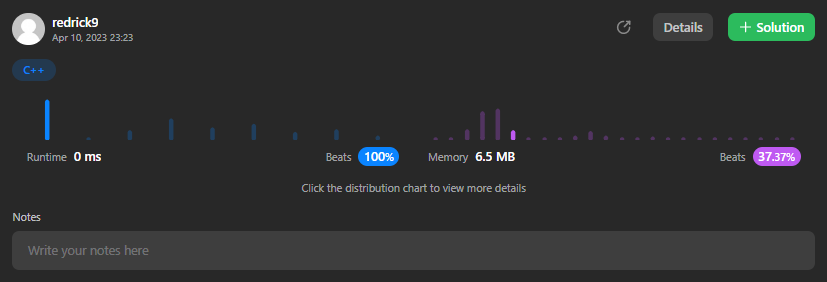 redrick9
Apr 10, 2023 23:23
Details
+ Solution
C++
Runtime 0 ms Beats 100% Memory 6.5 MB Beats 37.37%
Click the distribution chart to view more details
Notes
Write your notes here